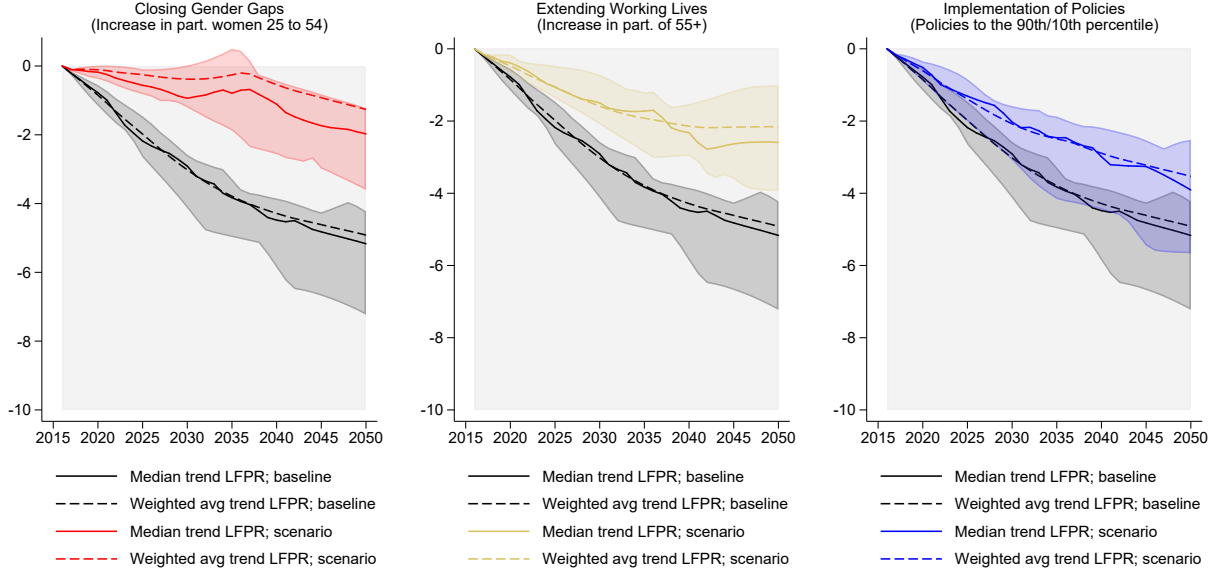 Closing Gender Gaps
(Increase in part. women 25 to 54)
0
-2
-4
-6
-8
-10
2015 2020 2025 2030 2035 2040 2045 2050
Median trend LFPR; baseline
Weighted avg trend LFPR; baseline
Median trend LFPR; scenario
Weighted avg trend LFPR; scenario
Extending Working Lives
(Increase in part. of 55+)
0
-2
-4
-6
-8
-10
2015 2020 2025 2030 2035 2040 2045 2050
Median trend LFPR; baseline
Weighted avg trend LFPR; baseline
Median trend LFPR; scenario
Weighted avg trend LFPR; scenario
Implementation of Policies
(Policies to the 90th/10th percentile)
0
-2
-4
-6
-8
-10
2015 2020 2025 2030 2035 2040 2045 2050
Median trend LFPR; baseline
Weighted avg trend LFPR; baseline
Median trend LFPR; scenario
Weighted avg trend LFPR; scenario